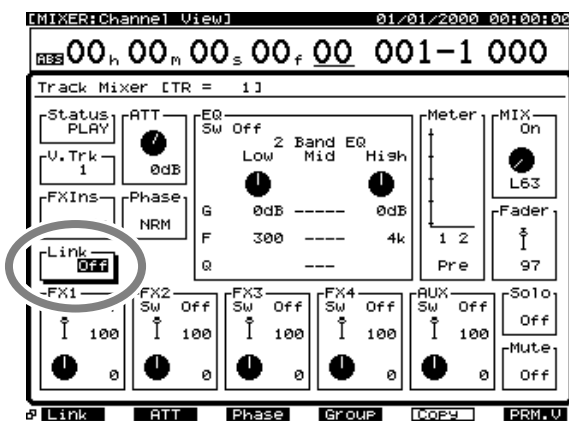 [MIXER:Channel View] 01/01/2000 00:00:00
ABS 00h 00m 00s 00f 00 001-1 000
Track Mixer [TR = 1]
Status PLAY
ATT 0dB
EQ
Sw Off
2 Band EQ
Low Mid High
G 0dB ----- 0dB
F 300 ---- 4k
Q ---
Meter
1 2
Pre
MIX
On
L63
V.Trk 1
FXIns
Phase NRM
Fader
97
Link Off
FX1
100
0
FX2
Sw Off
100
0
FX3
Sw Off
100
0
FX4
Sw Off
100
0
AUX
Sw Off
100
0
Solo
Off
Mute
Off
Link ATT Phase Group COPY PRM.V